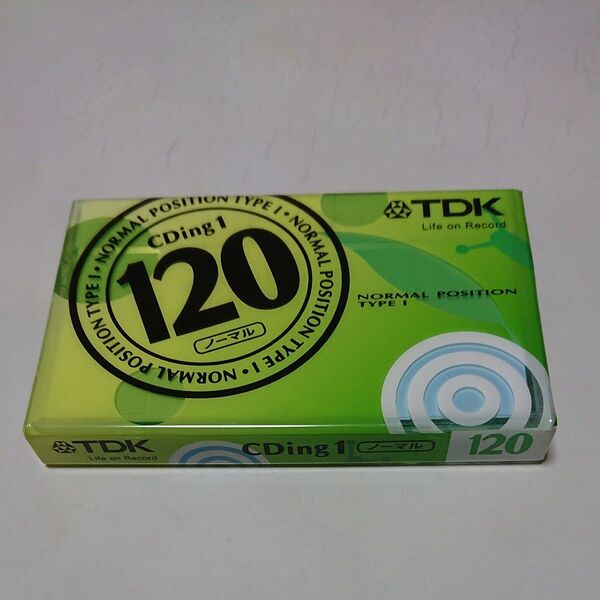 NORMAL POSITION TYPE I • NORMAL POSITION TYPE I • NORMAL POSITION TYPE I •
CDing 1
120
ノーマル
TDK
Life on Record
NORMAL POSITION
TYPE I
TDK
Life on Record
CDing 1 ノーマル 120